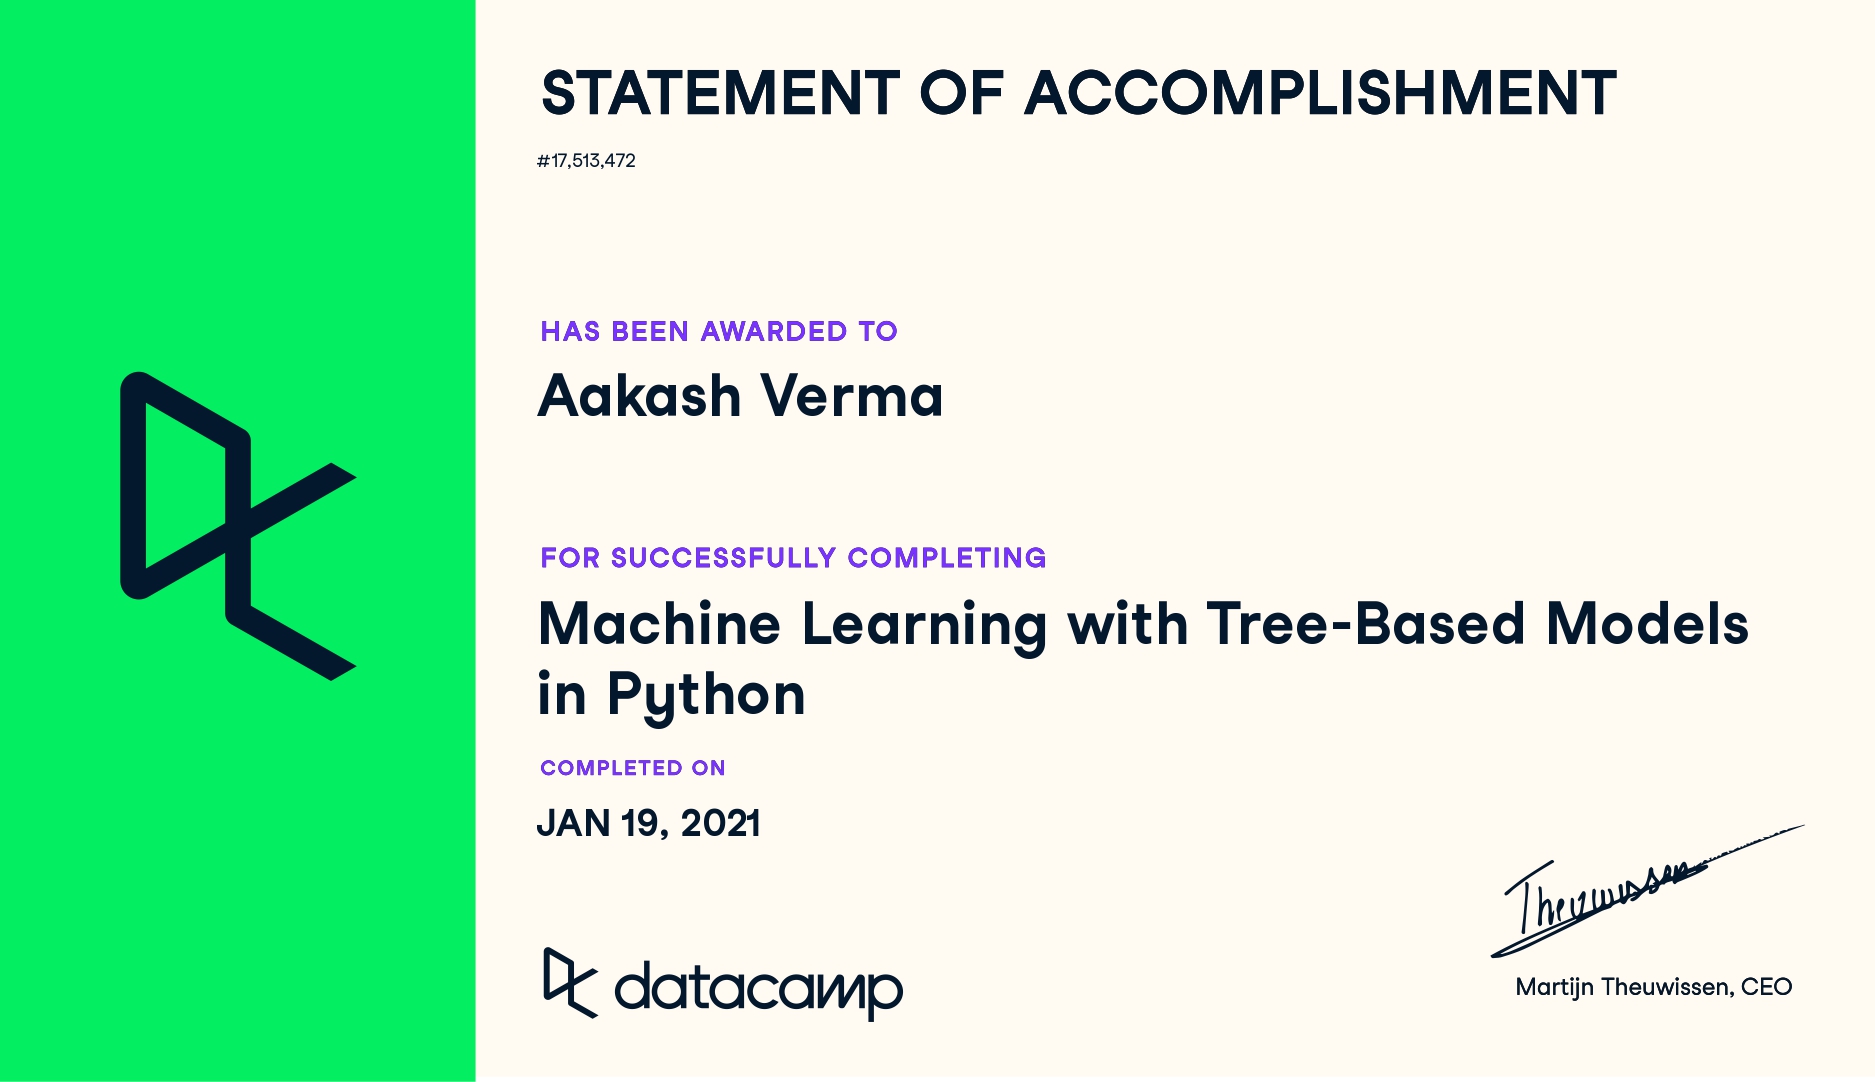 STATEMENT OF ACCOMPLISHMENT
#17,513,472
HAS BEEN AWARDED TO
Aakash Verma
FOR SUCCESSFULLY COMPLETING
Machine Learning with Tree-Based Models
in Python
COMPLETED ON
JAN 19, 2021
Theuwissen
datacamp
Martijn Theuwissen, CEO